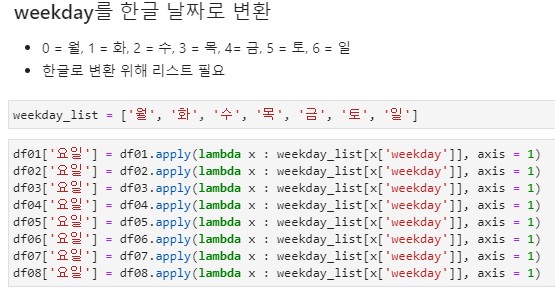 weekday를 한글 날짜로 변환
0 = 월, 1 = 화, 2 = 수, 3 = 목, 4= 금, 5 = 토, 6 = 일
한글로 변환 위해 리스트 필요
weekday_list = ['월', '화', '수', '목', '금', '토', '일']
df01['요일'] = df01.apply(lambda x : weekday_list[x['weekday']], axis = 1)
df02['요일'] = df02.apply(lambda x : weekday_list[x['weekday']], axis = 1)
df03['요일'] = df03.apply(lambda x : weekday_list[x['weekday']], axis = 1)
df04['요일'] = df04.apply(lambda x : weekday_list[x['weekday']], axis = 1)
df05['요일'] = df05.apply(lambda x : weekday_list[x['weekday']], axis = 1)
df06['요일'] = df06.apply(lambda x : weekday_list[x['weekday']], axis = 1)
df07['요일'] = df07.apply(lambda x : weekday_list[x['weekday']], axis = 1)
df08['요일'] = df08.apply(lambda x : weekday_list[x['weekday']], axis = 1)